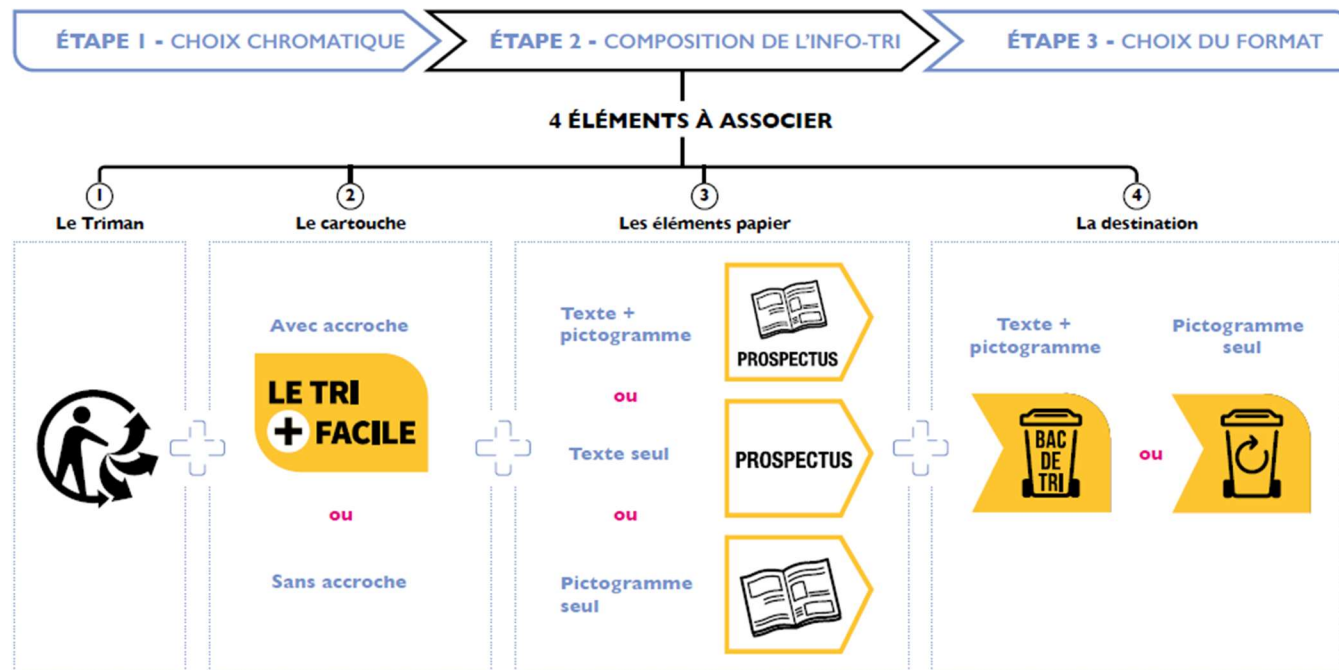 ÉTAPE 1 - CHOIX CHROMATIQUE
ÉTAPE 2 - COMPOSITION DE L'INFO-TRI
ÉTAPE 3 - CHOIX DU FORMAT
4 ÉLÉMENTS À ASSOCIER
1
Le Triman
2
Le cartouche
3
Les éléments papier
4
La destination
Avec accroche
LE TRI
+ FACILE
ou
Sans accroche
Texte +
pictogramme
PROSPECTUS
ou
Texte seul
PROSPECTUS
ou
Pictogramme
seul
Texte +
pictogramme
BAC
DE
TRI
ou
Pictogramme
seul